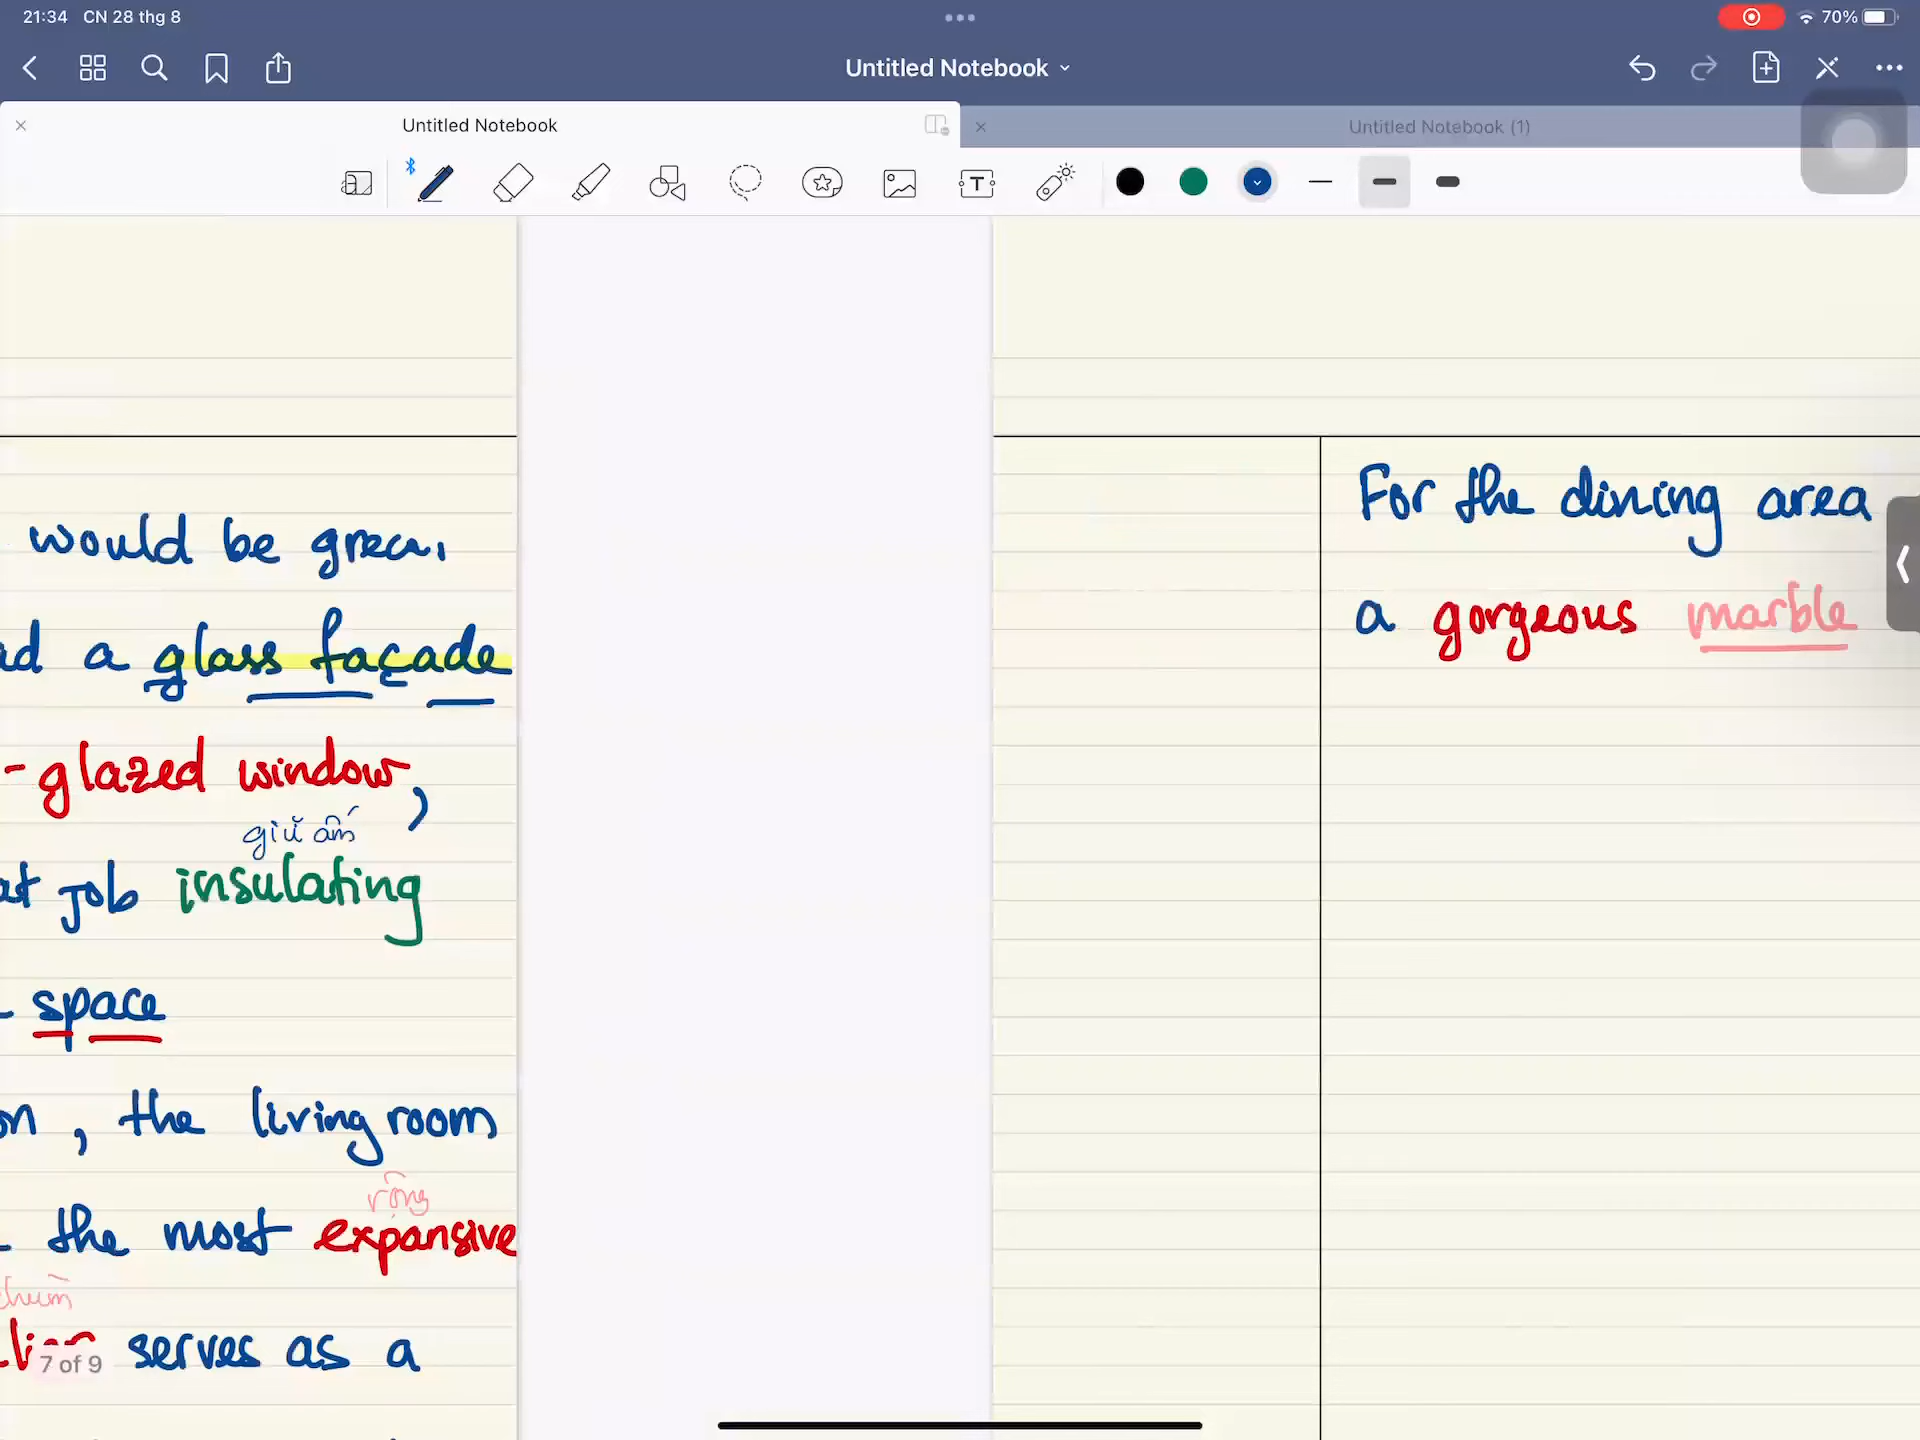 21:34 CN 28 thg 8
70%
Untitled Notebook
Untitled Notebook
Untitled Notebook (1)
would be
a glass façade
-glazed window,
giữ ấm
job insulating
space
, the living room
rộng
the most expansive
chùm
serves as a
7 of 9
For the dining area
a gorgeous marble